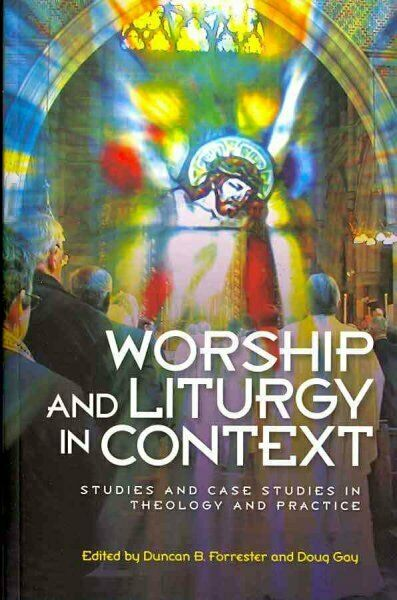 WORSHIP
AND LITURGY
IN CONTEXT
STUDIES AND CASE STUDIES IN
THEOLOGY AND PRACTICE
Edited by Duncan B. Forrester and Doug Gay